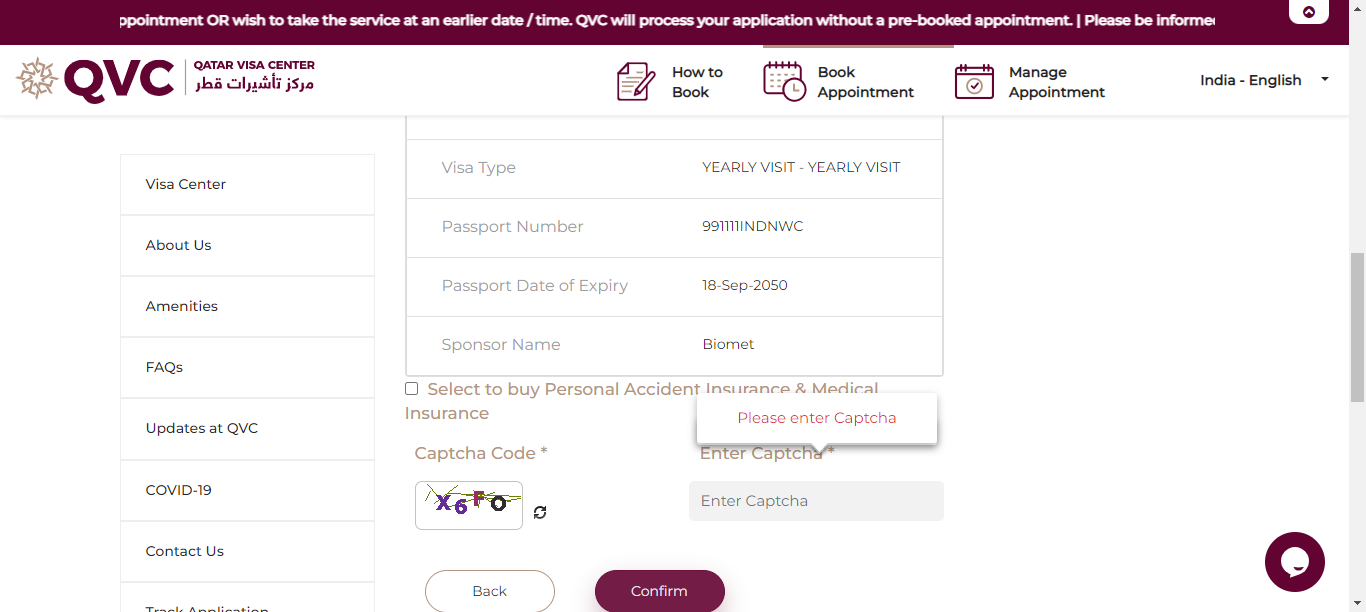 ppointment OR wish to take the service at an earlier date / time. QVC will process your application without a pre-booked appointment. | Please be informed
QVC
QATAR VISA CENTER
مركز تأشيرات قطر
How to
Book
Book
Appointment
Manage
Appointment
India - English
Visa Center
About Us
Amenities
FAQs
Updates at QVC
COVID-19
Contact Us
Track Application
Visa Type YEARLY VISIT - YEARLY VISIT
Passport Number 991111INDNWC
Passport Date of Expiry 18-Sep-2050
Sponsor Name Biomet
Select to buy Personal Accident Insurance & Medical
Insurance
Please enter Captcha
Captcha Code *
Enter Captcha *
X6FO
Enter Captcha
Back
Confirm